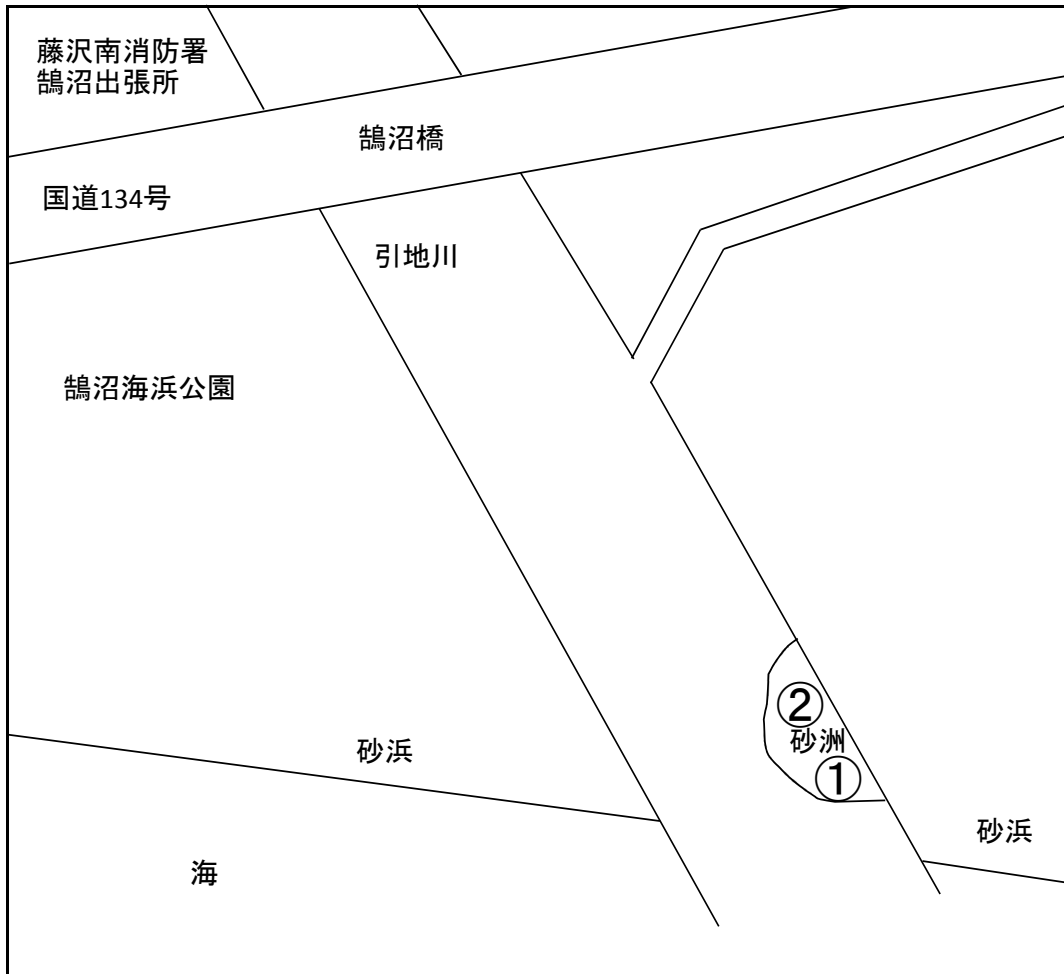 藤沢南消防署
鵠沼出張所
鵠沼橋
国道134号
引地川
鵠沼海浜公園
②
砂洲
①
砂浜
砂浜
海